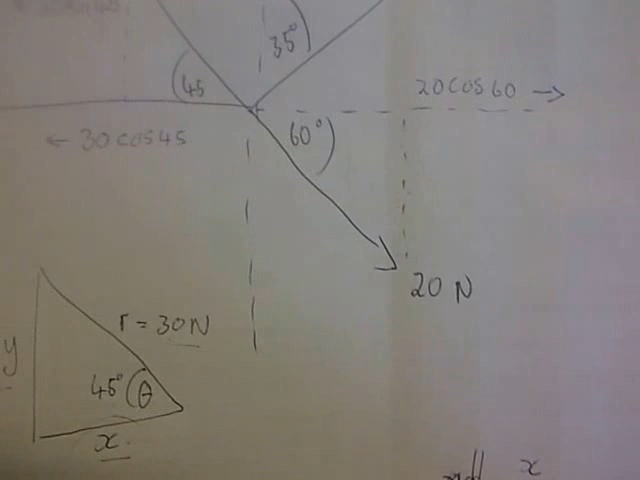 35°
45
20cos60 →
← 30cos45
60°
20 N
r = 30N
y
45° θ
x
x